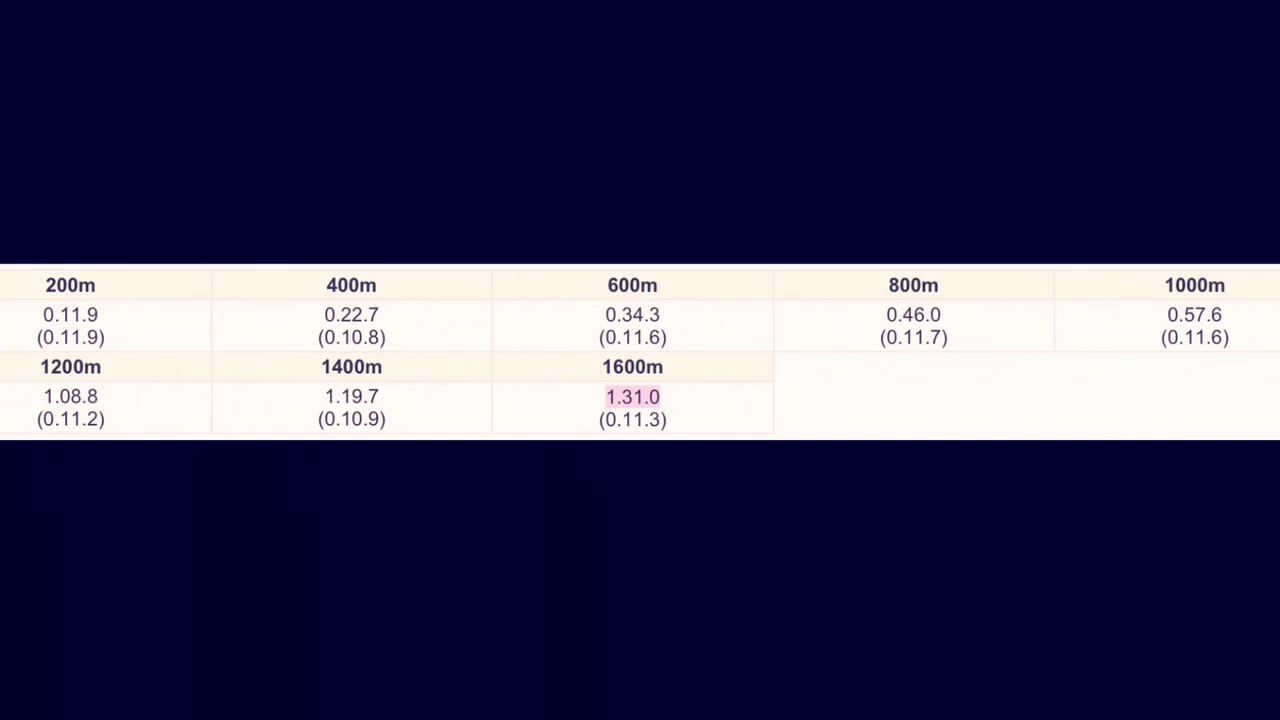 200m 400m 600m 800m 1000m
0.11.9 0.22.7 0.34.3 0.46.0 0.57.6
(0.11.9) (0.10.8) (0.11.6) (0.11.7) (0.11.6)
1200m 1400m 1600m
1.08.8 1.19.7 1.31.0
(0.11.2) (0.10.9) (0.11.3)